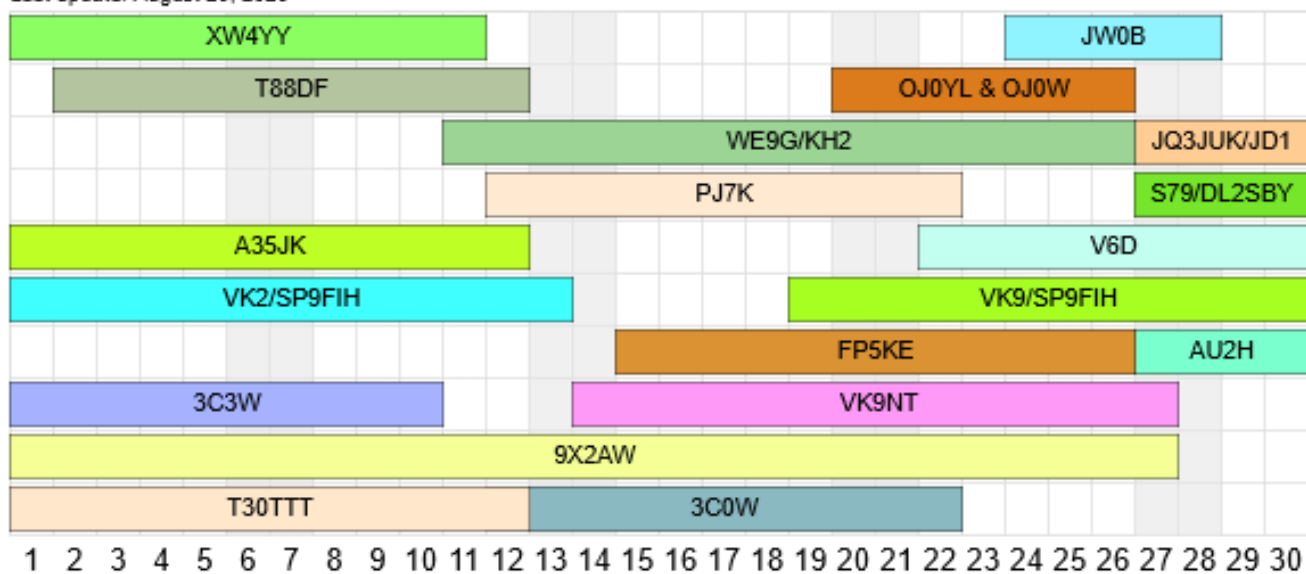 XW4YY JW0B
T88DF OJ0YL & OJ0W
WE9G/KH2 JQ3JUK/JD1
PJ7K S79/DL2SBY
A35JK V6D
VK2/SP9FIH VK9/SP9FIH
FP5KE AU2H
3C3W VK9NT
9X2AW
T30TTT 3C0W
1 2 3 4 5 6 7 8 9 10 11 12 13 14 15 16 17 18 19 20 21 22 23 24 25 26 27 28 29 30